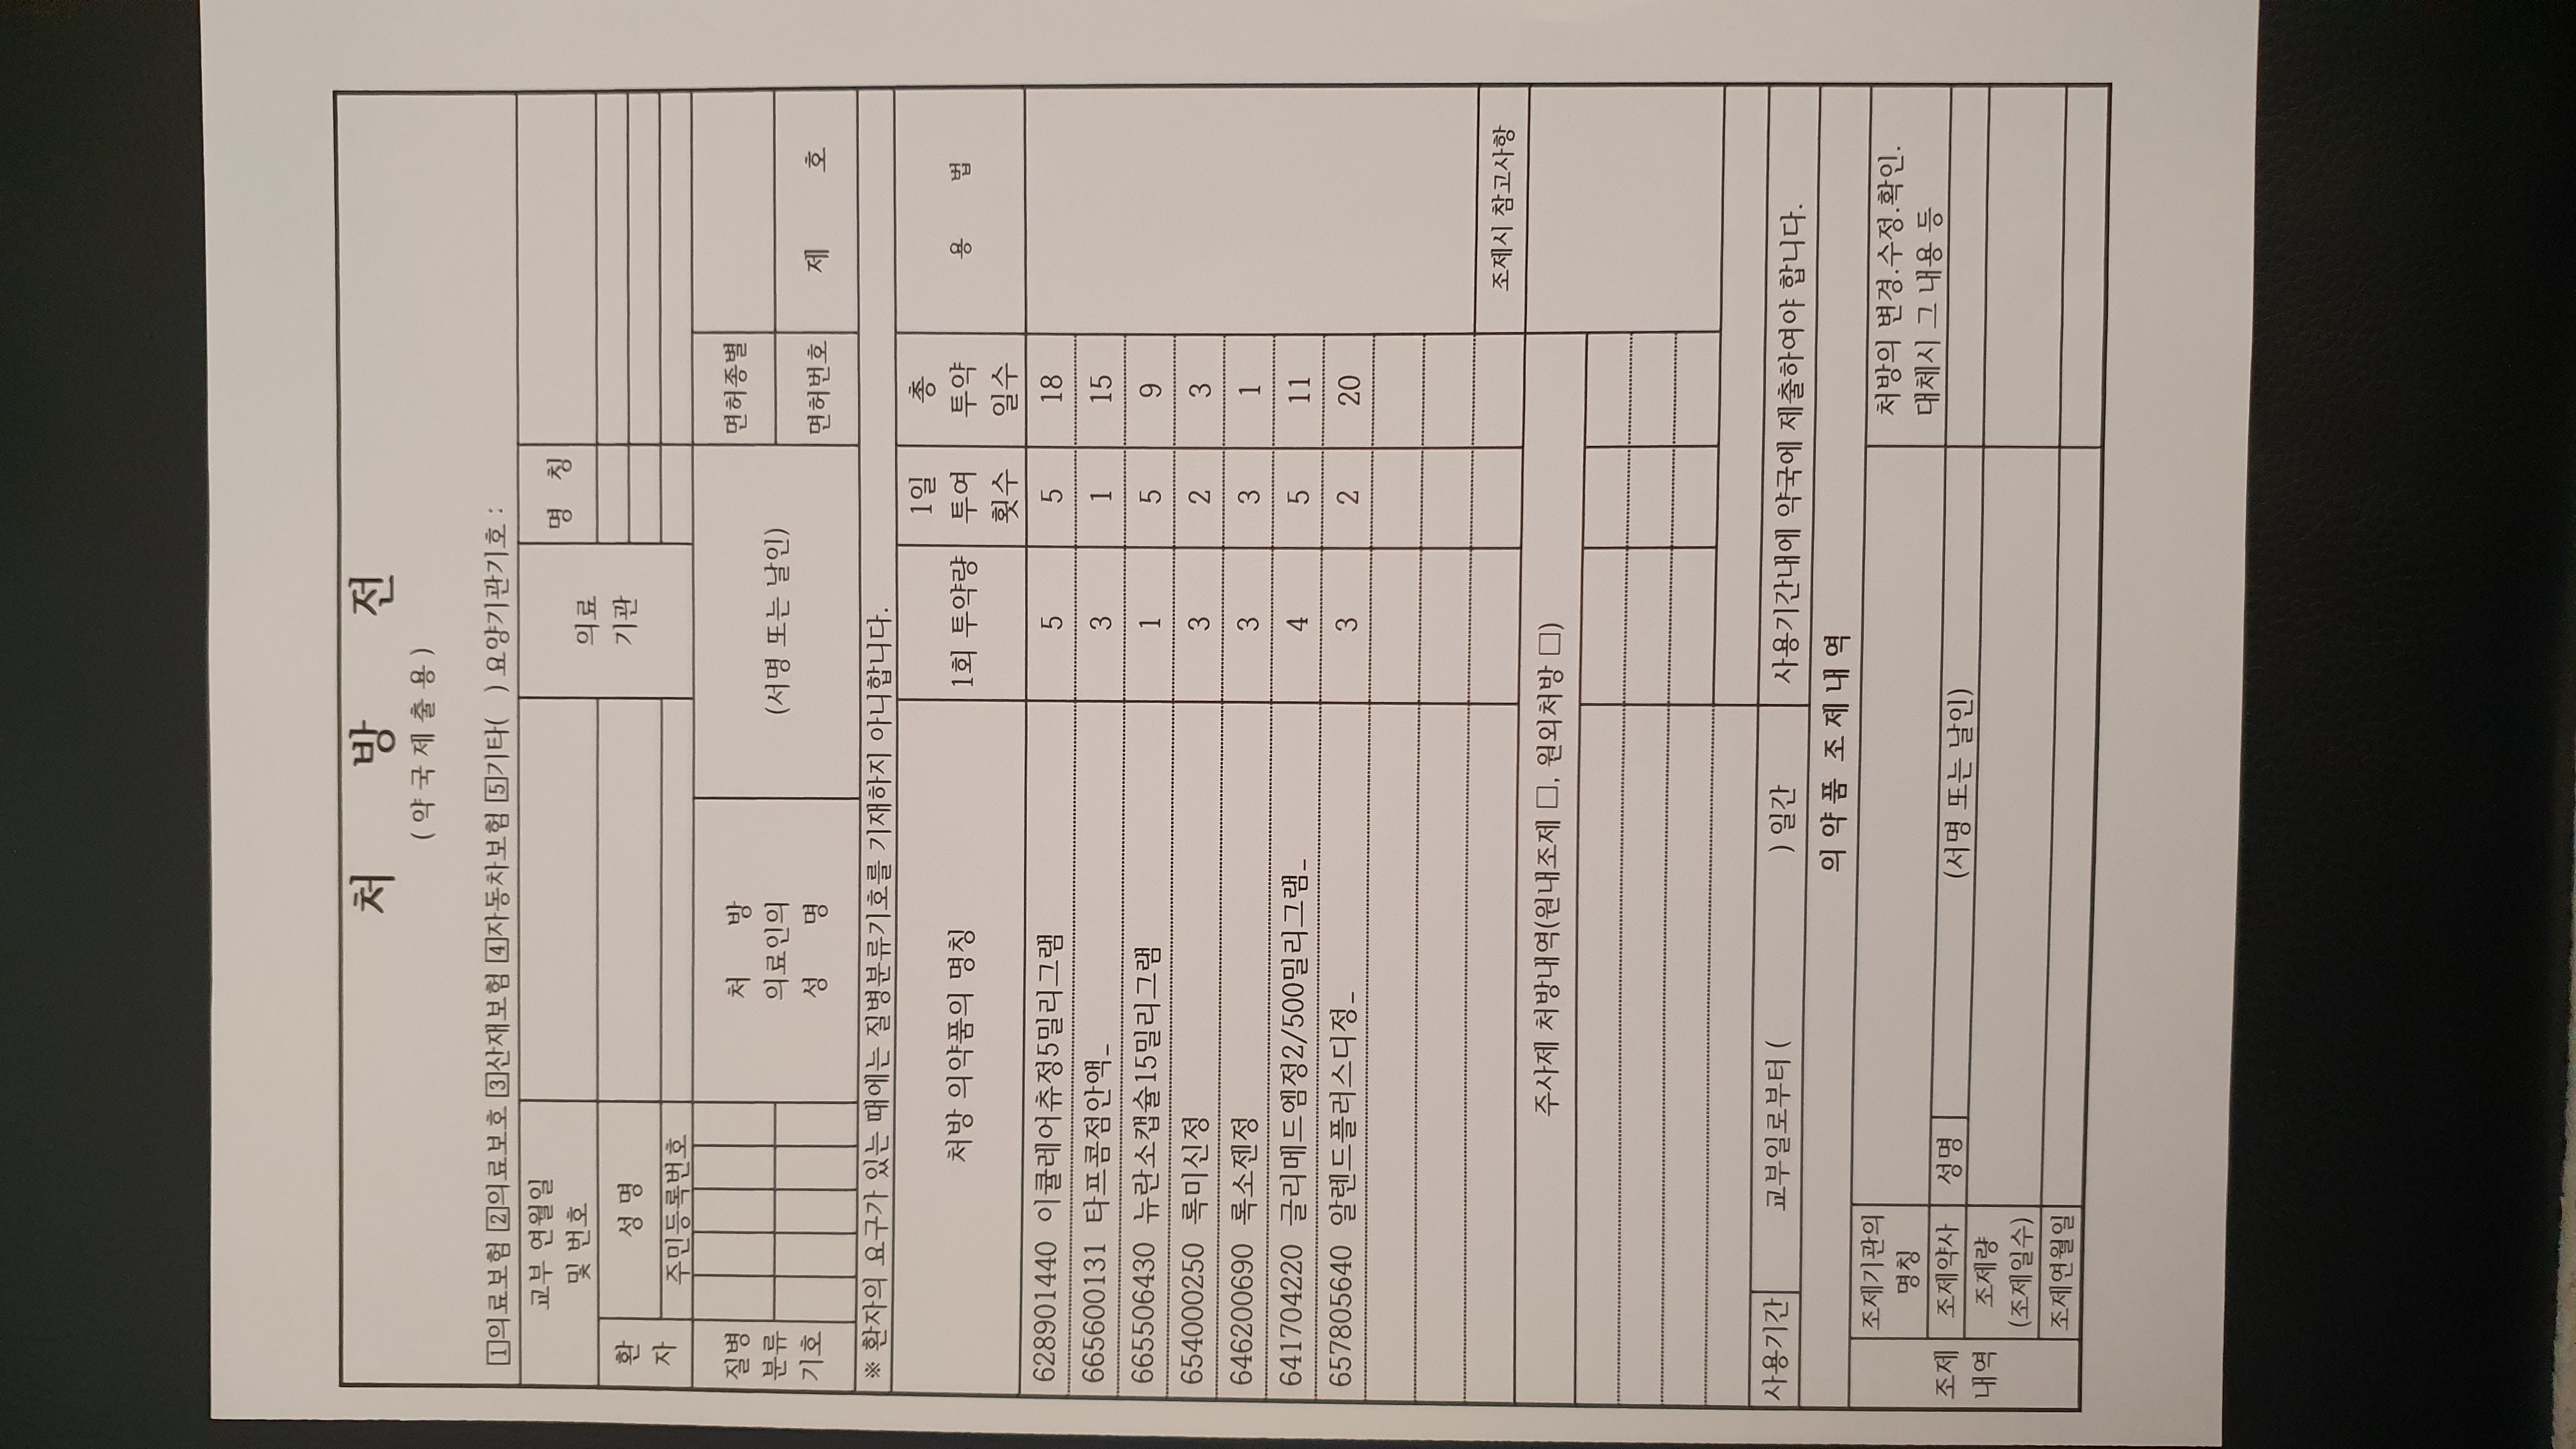 처 방 전
(약국제출용)
1의료보험 2의료보호 3산재보험 4자동차보험 5기타( ) 요양기관기호 :
교부 연월일
및 번호
의료
기관
명 칭
환
자
성 명
주민등록번호
질병
분류
기호
처 방
의료인의
성 명
(서명 또는 날인)
면허종별
면허번호
제 호
※ 환자의 요구가 있는 때에는 질병분류기호를 기재하지 아니합니다.
처방 의약품의 명칭
1회 투약량
1일
투여
횟수
총
투약
일수
용 법
628901440 이큘레어츄정5밀리그램 5 5 18
665600131 타프콤점안액_ 3 1 15
665506430 뉴란소캡슐15밀리그램 1 5 9
654000250 록미신정 3 2 3
646200690 록소젠정 3 3 1
641704220 글리메드엠정2/500밀리그램_ 4 5 11
657805640 알렌드플러스디정_ 3 2 20
조제시 참고사항
주사제 처방내역(원내조제 □, 원외처방 □)
사용기간 교부일로부터 ( ) 일간 사용기간내에 약국에 제출하여야 합니다.
의약품 조제내역
조제
내역
조제기관의
명칭
처방의 변경.수정.확인.
대체시 그 내용 등
조제약사 성명 (서명 또는 날인)
조제량
(조제일수)
조제연월일